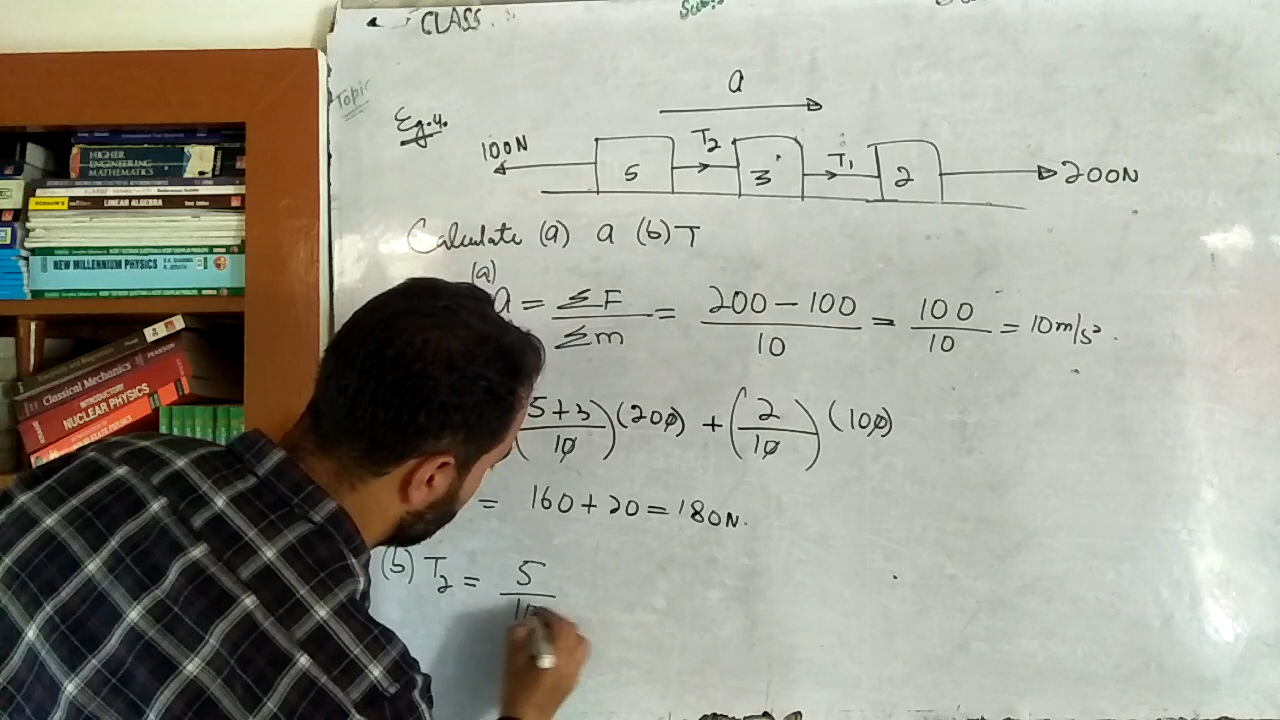 CLASS.
Topic
Eg.4.
a
100N 5 T₂ 3 T₁ 2 200N
Calculate (a) a (b) T
(a)
a = ΣF/Σm = 200 - 100/10 = 100/10 = 10m/s².
(5+3/10)(200) + (2/10)(100)
= 160 + 20 = 180N.
(b) T₂ = 5/10
HIGHER ENGINEERING MATHEMATICS
LINEAR ALGEBRA
NEW MILLENNIUM PHYSICS
Classical Mechanics
PEARSON
INTRODUCTORY NUCLEAR PHYSICS